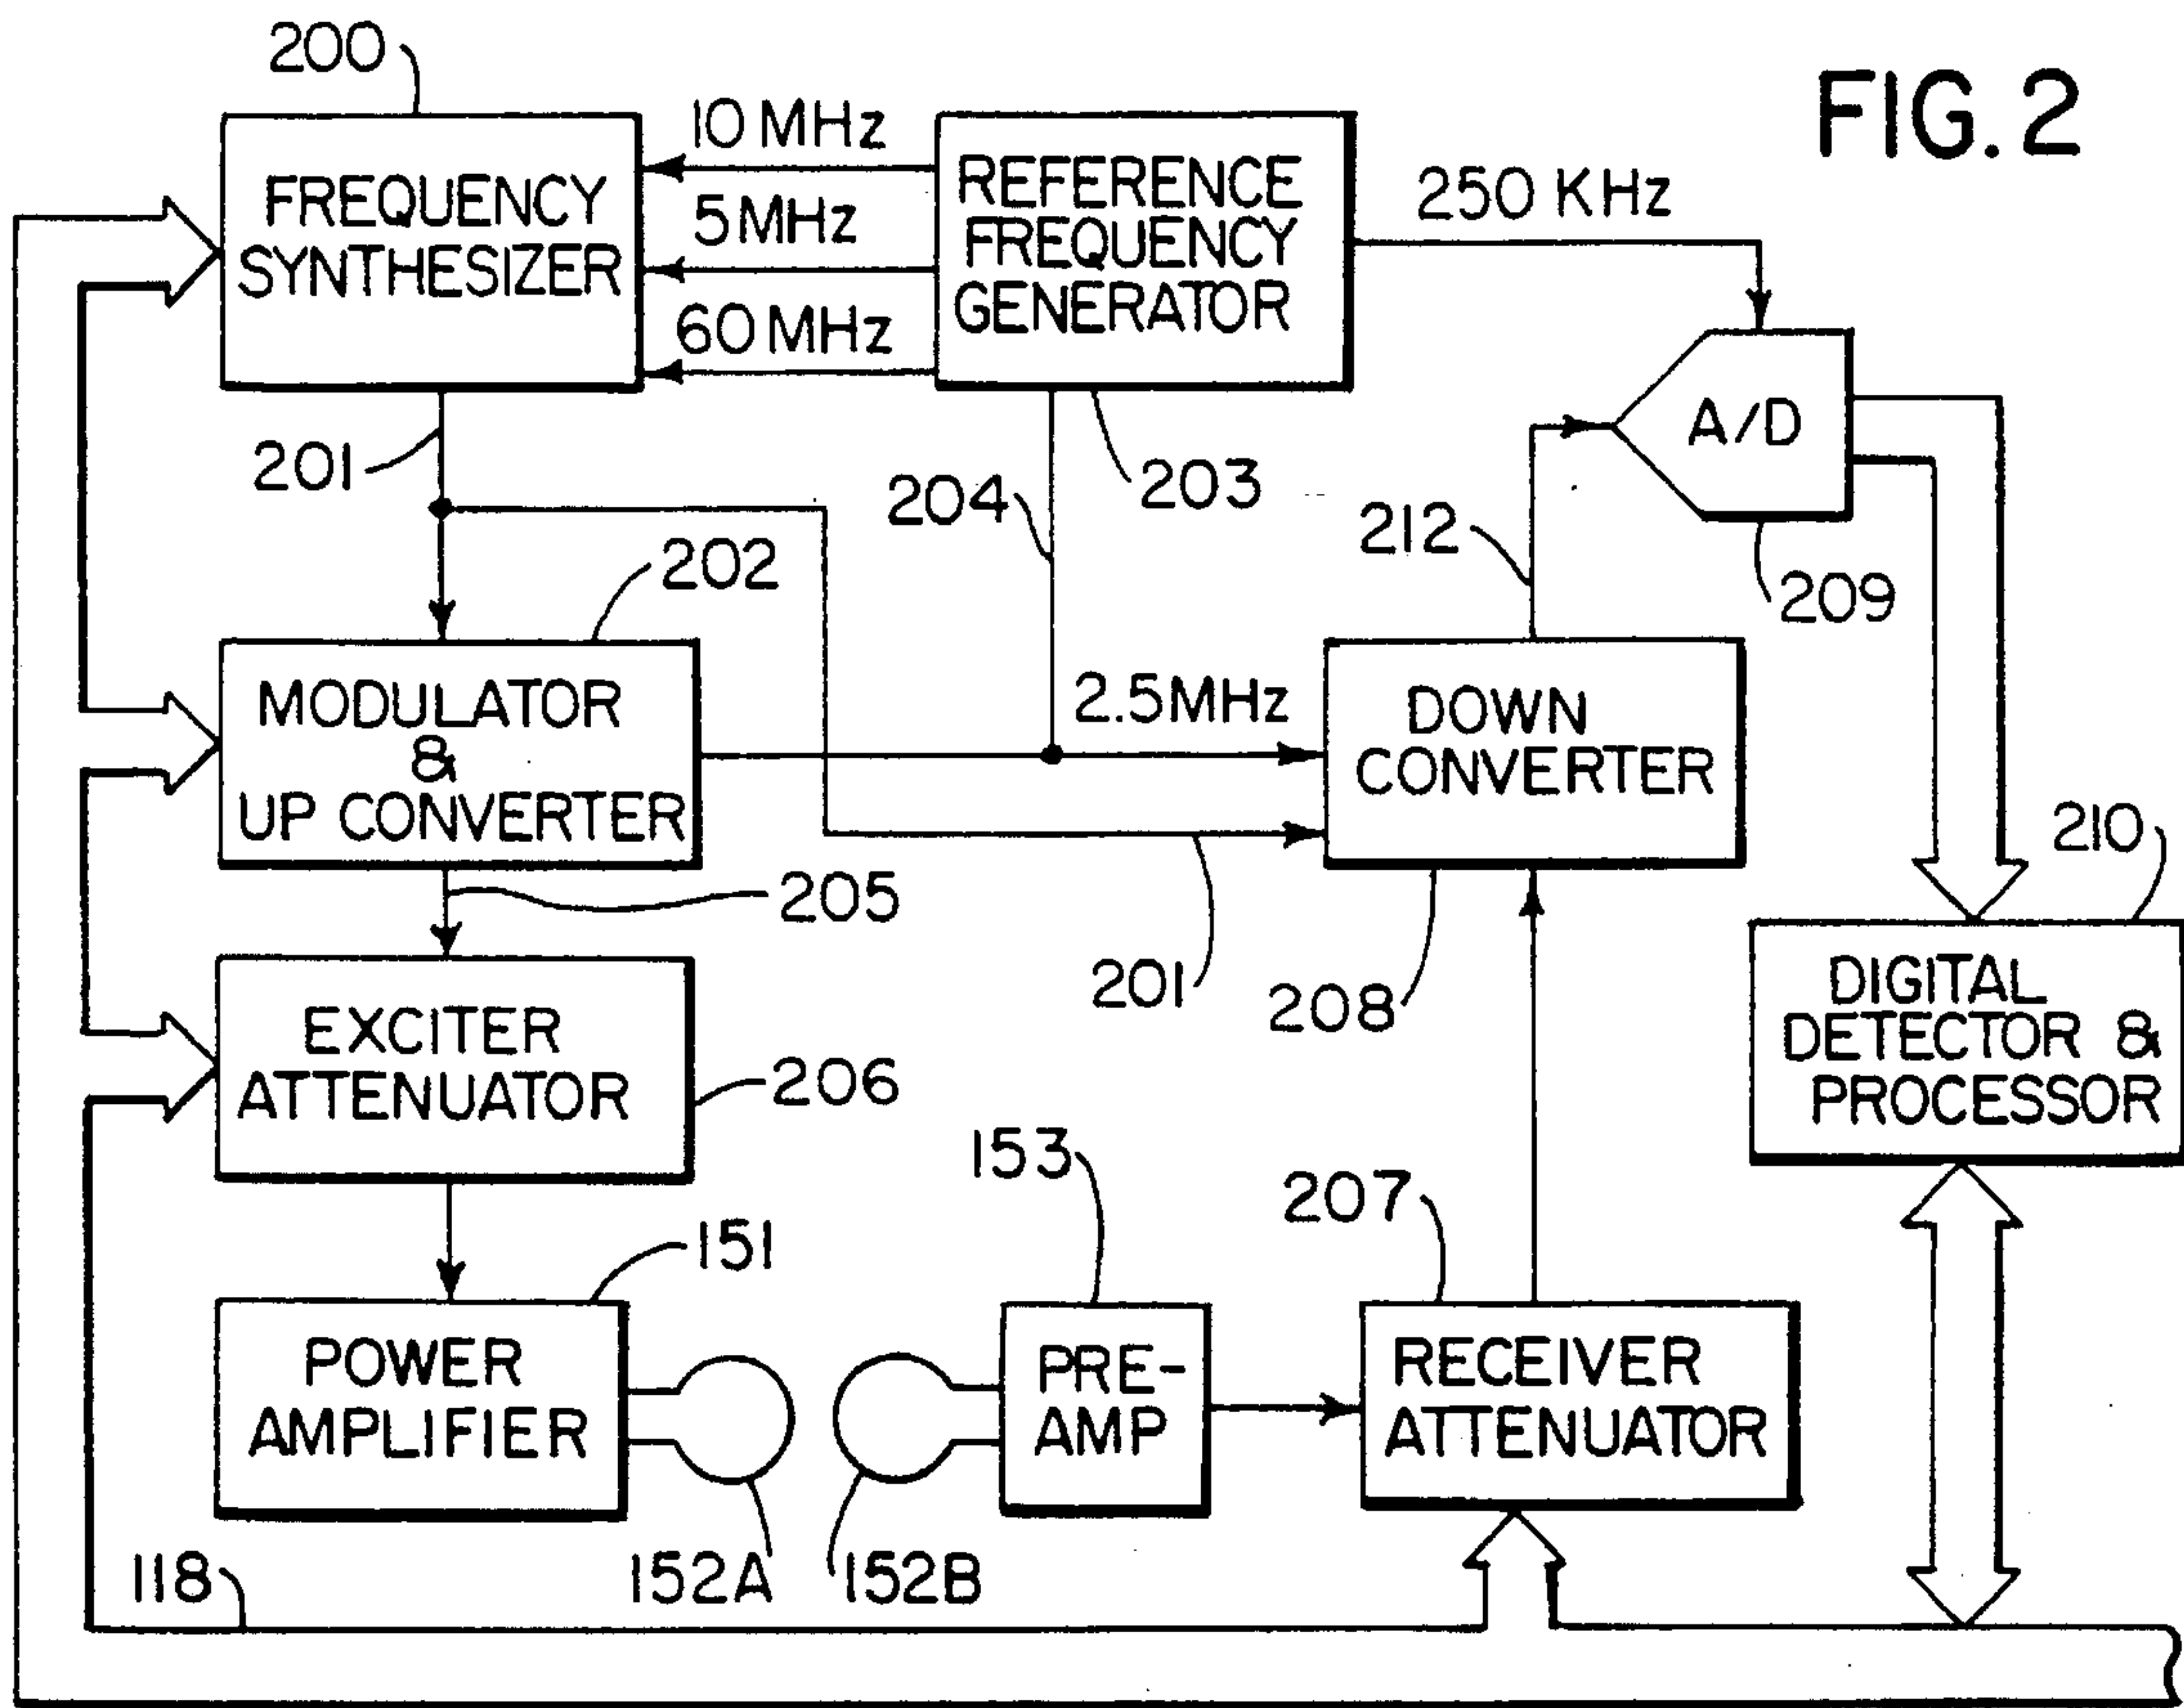 FIG. 2
200
FREQUENCY
SYNTHESIZER
10 MHz
5 MHz
60 MHz
REFERENCE
FREQUENCY
GENERATOR
250 KHz
A/D
201
204
203
212
209
202
MODULATOR
&
UP CONVERTER
2.5 MHz
DOWN
CONVERTER
205
201
208
210
DIGITAL
DETECTOR &
PROCESSOR
EXCITER
ATTENUATOR
206
151
153
207
POWER
AMPLIFIER
PRE-
AMP
RECEIVER
ATTENUATOR
118
152A
152B